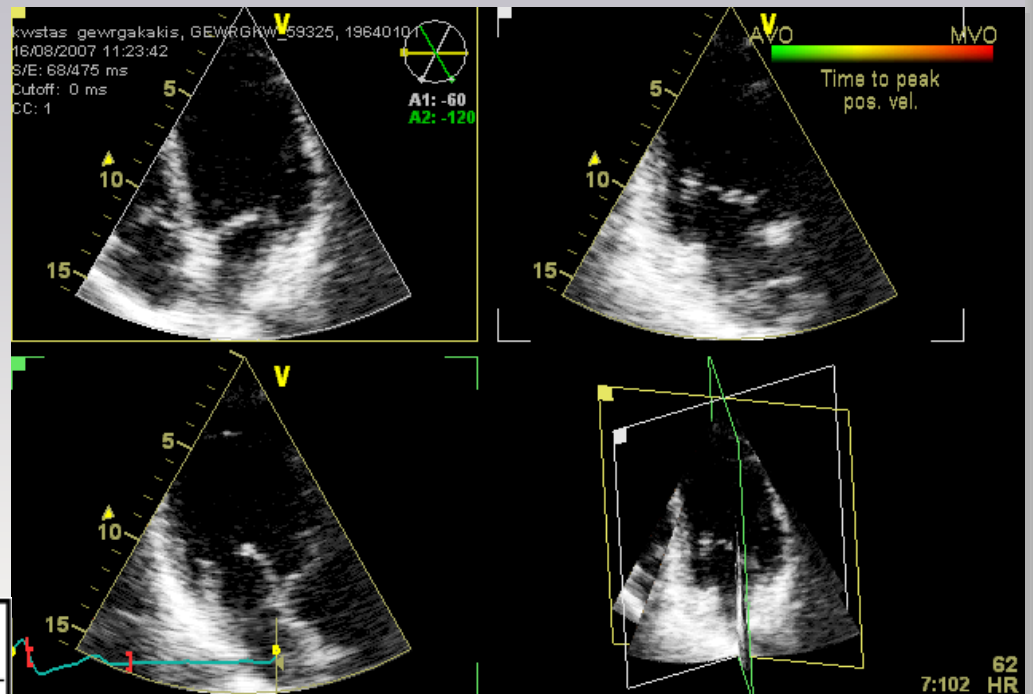 kwstas gewrgakakis, GEWRGKW_59325, 19640101
16/08/2007 11:23:42
S/E: 68/475 ms
Cutoff: 0 ms
CC: 1
V
5
10
15
A1: -60
A2: -120
V
AVO
MVO
Time to peak
pos. vel.
5
10
15
V
5
10
15
62
7:102 HR